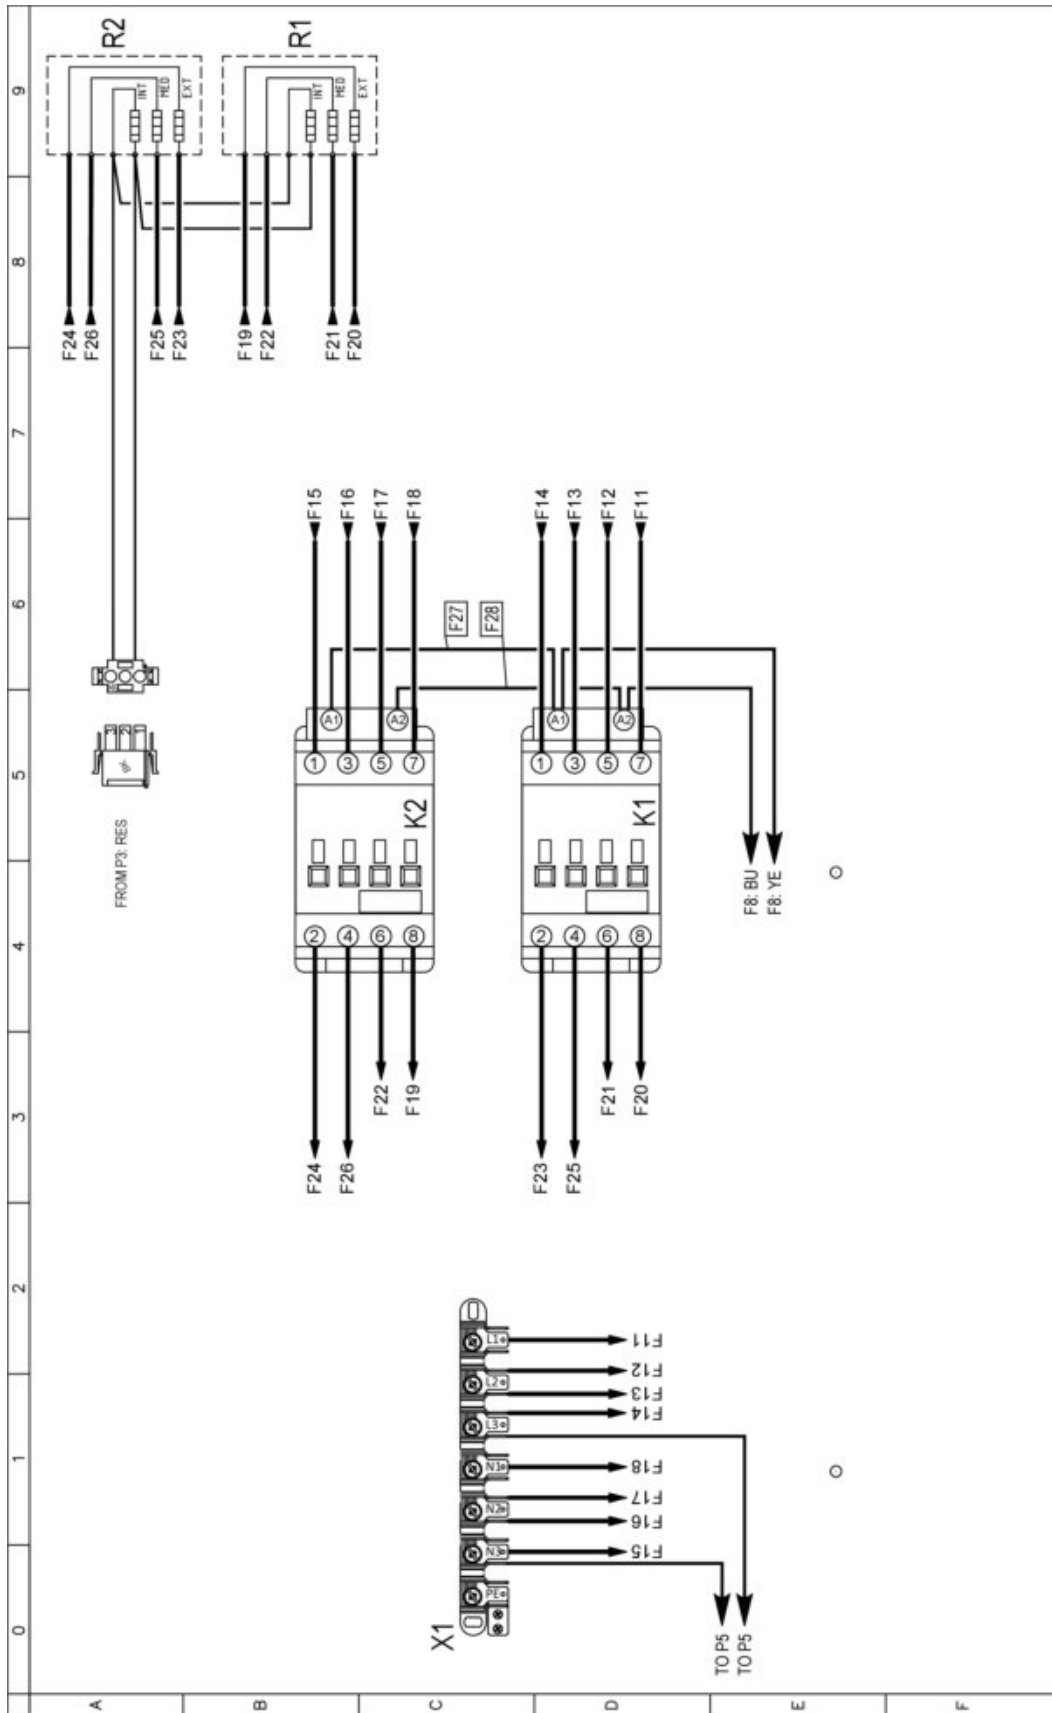 R2
R1
INT
MED
EXT
INT
MED
EXT
F24
F26
F25
F23
F19
F22
F21
F20
9
8
7
6
5
4
3
2
1
0
F15
F16
F17
F18
F14
F13
F12
F11
F27
F28
A1
A2
A1
A2
1
3
5
7
K2
2
4
6
8
1
3
5
7
K1
2
4
6
8
3
2
1
FROM P3: RES
F8: BU
F8: YE
F24
F26
F22
F19
F23
F25
F21
F20
X1
L1
L2
L3
N1
N2
N3
PE
F11
F12
F13
F14
F18
F17
F16
F15
TO P5
TO P5
A
B
C
D
E
F